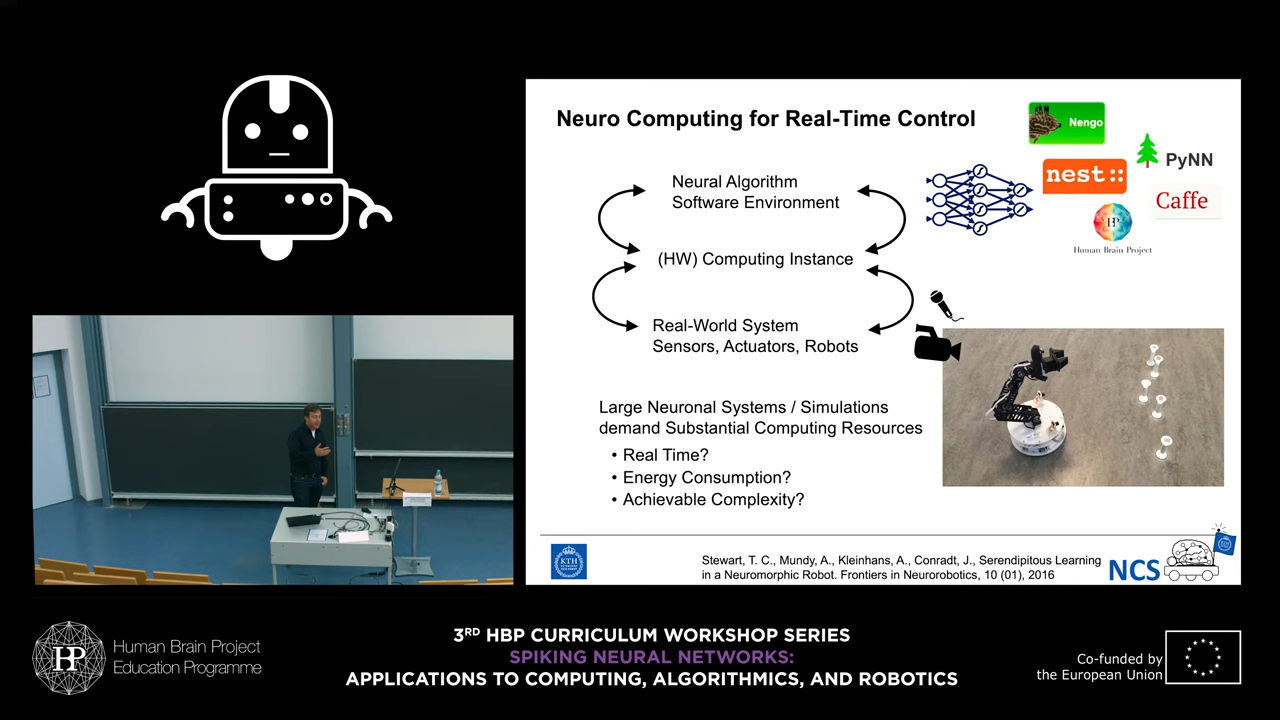 Neuro Computing for Real-Time Control
Nengo
PyNN
nest::
Caffe
HBP
Human Brain Project
Neural Algorithm
Software Environment
(HW) Computing Instance
Real-World System
Sensors, Actuators, Robots
Large Neuronal Systems / Simulations
demand Substantial Computing Resources
• Real Time?
• Energy Consumption?
• Achievable Complexity?
KTH
Stewart, T. C., Mundy, A., Kleinhans, A., Conradt, J., Serendipitous Learning
in a Neuromorphic Robot. Frontiers in Neurorobotics, 10 (01), 2016
NCS
HBP
Human Brain Project
Education Programme
3RD HBP CURRICULUM WORKSHOP SERIES
SPIKING NEURAL NETWORKS:
APPLICATIONS TO COMPUTING, ALGORITHMICS, AND ROBOTICS
Co-funded by
the European Union